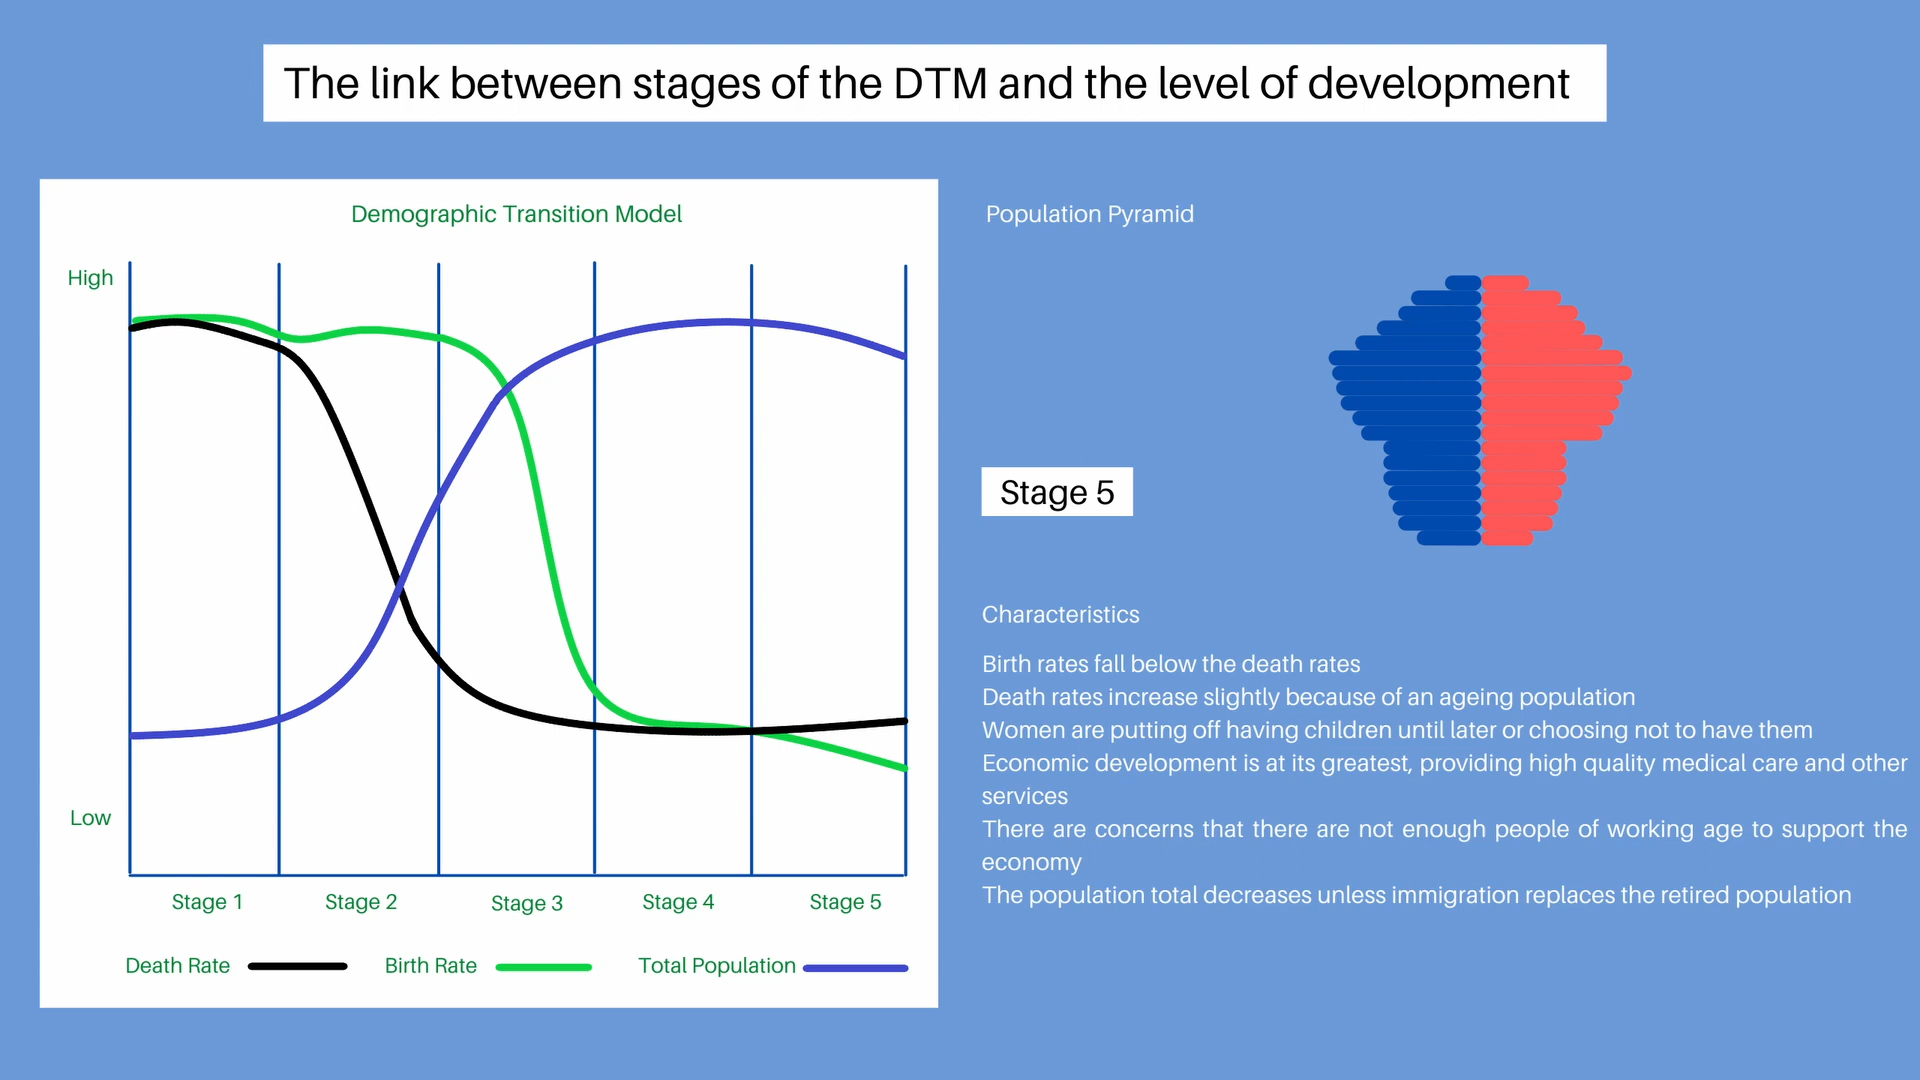 The link between stages of the DTM and the level of development
Demographic Transition Model
High
Low
Stage 1
Stage 2
Stage 3
Stage 4
Stage 5
Death Rate
Birth Rate
Total Population
Population Pyramid
Stage 5
Characteristics
Birth rates fall below the death rates
Death rates increase slightly because of an ageing population
Women are putting off having children until later or choosing not to have them
Economic development is at its greatest, providing high quality medical care and other
services
There are concerns that there are not enough people of working age to support the
economy
The population total decreases unless immigration replaces the retired population